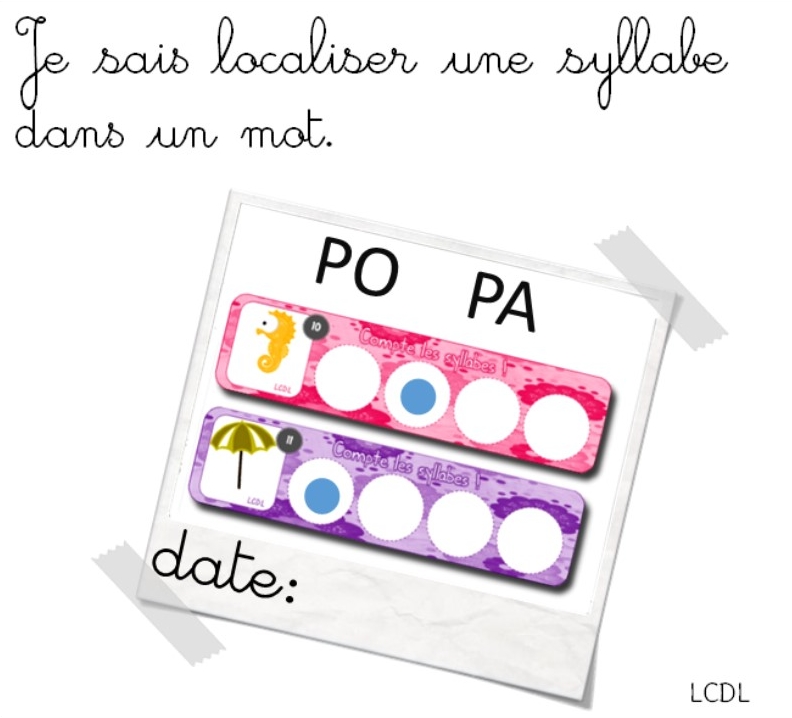 Je sais localiser une syllabe
dans un mot.
PO PA
10
Compte les syllabes !
LCDL
11
Compte les syllabes !
LCDL
date:
LCDL